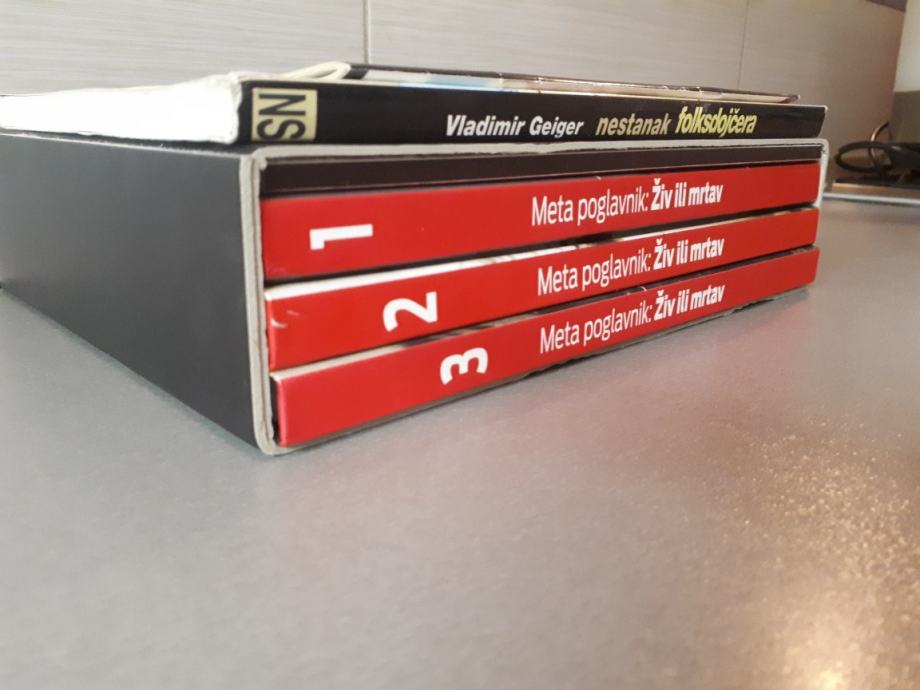 SN Vladimir Geiger nestanak folksdojčera
1 Meta poglavnik: Živ ili mrtav
2 Meta poglavnik: Živ ili mrtav
3 Meta poglavnik: Živ ili mrtav